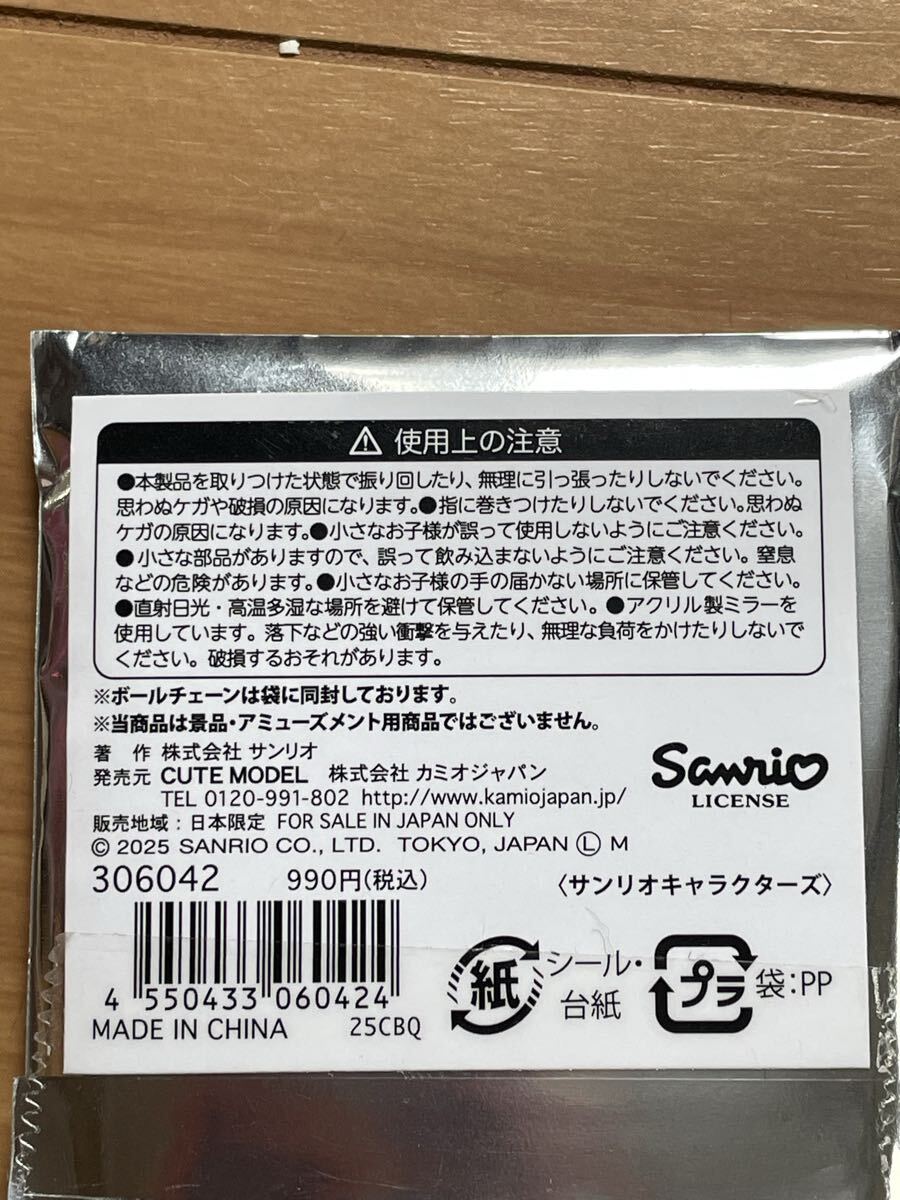 ⚠ 使用上の注意
●本製品を取りつけた状態で振り回したり、無理に引っ張ったりしないでください。
思わぬケガや破損の原因になります。●指に巻きつけたりしないでください。思わぬ
ケガの原因になります。●小さなお子様が誤って使用しないようにご注意ください。
●小さな部品がありますので、誤って飲み込まないようにご注意ください。窒息
などの危険があります。●小さなお子様の手の届かない場所に保管してください。
●直射日光・高温多湿な場所を避けて保管してください。●アクリル製ミラーを
使用しています。落下などの強い衝撃を与えたり、無理な負荷をかけたりしないで
ください。破損するおそれがあります。
※ボールチェーンは袋に同封しております。
※当商品は景品・アミューズメント用商品ではございません。
著 作 株式会社 サンリオ
発売元 CUTE MODEL 株式会社 カミオジャパン
TEL 0120-991-802 http://www.kamiojapan.jp/
販売地域：日本限定 FOR SALE IN JAPAN ONLY
© 2025 SANRIO CO., LTD. TOKYO, JAPAN Ⓛ M
Sanrio
LICENSE
306042 990円(税込) 〈サンリオキャラクターズ〉
4 550433 060424
MADE IN CHINA 25CBQ
紙 シール・
台紙
プラ 袋:PP